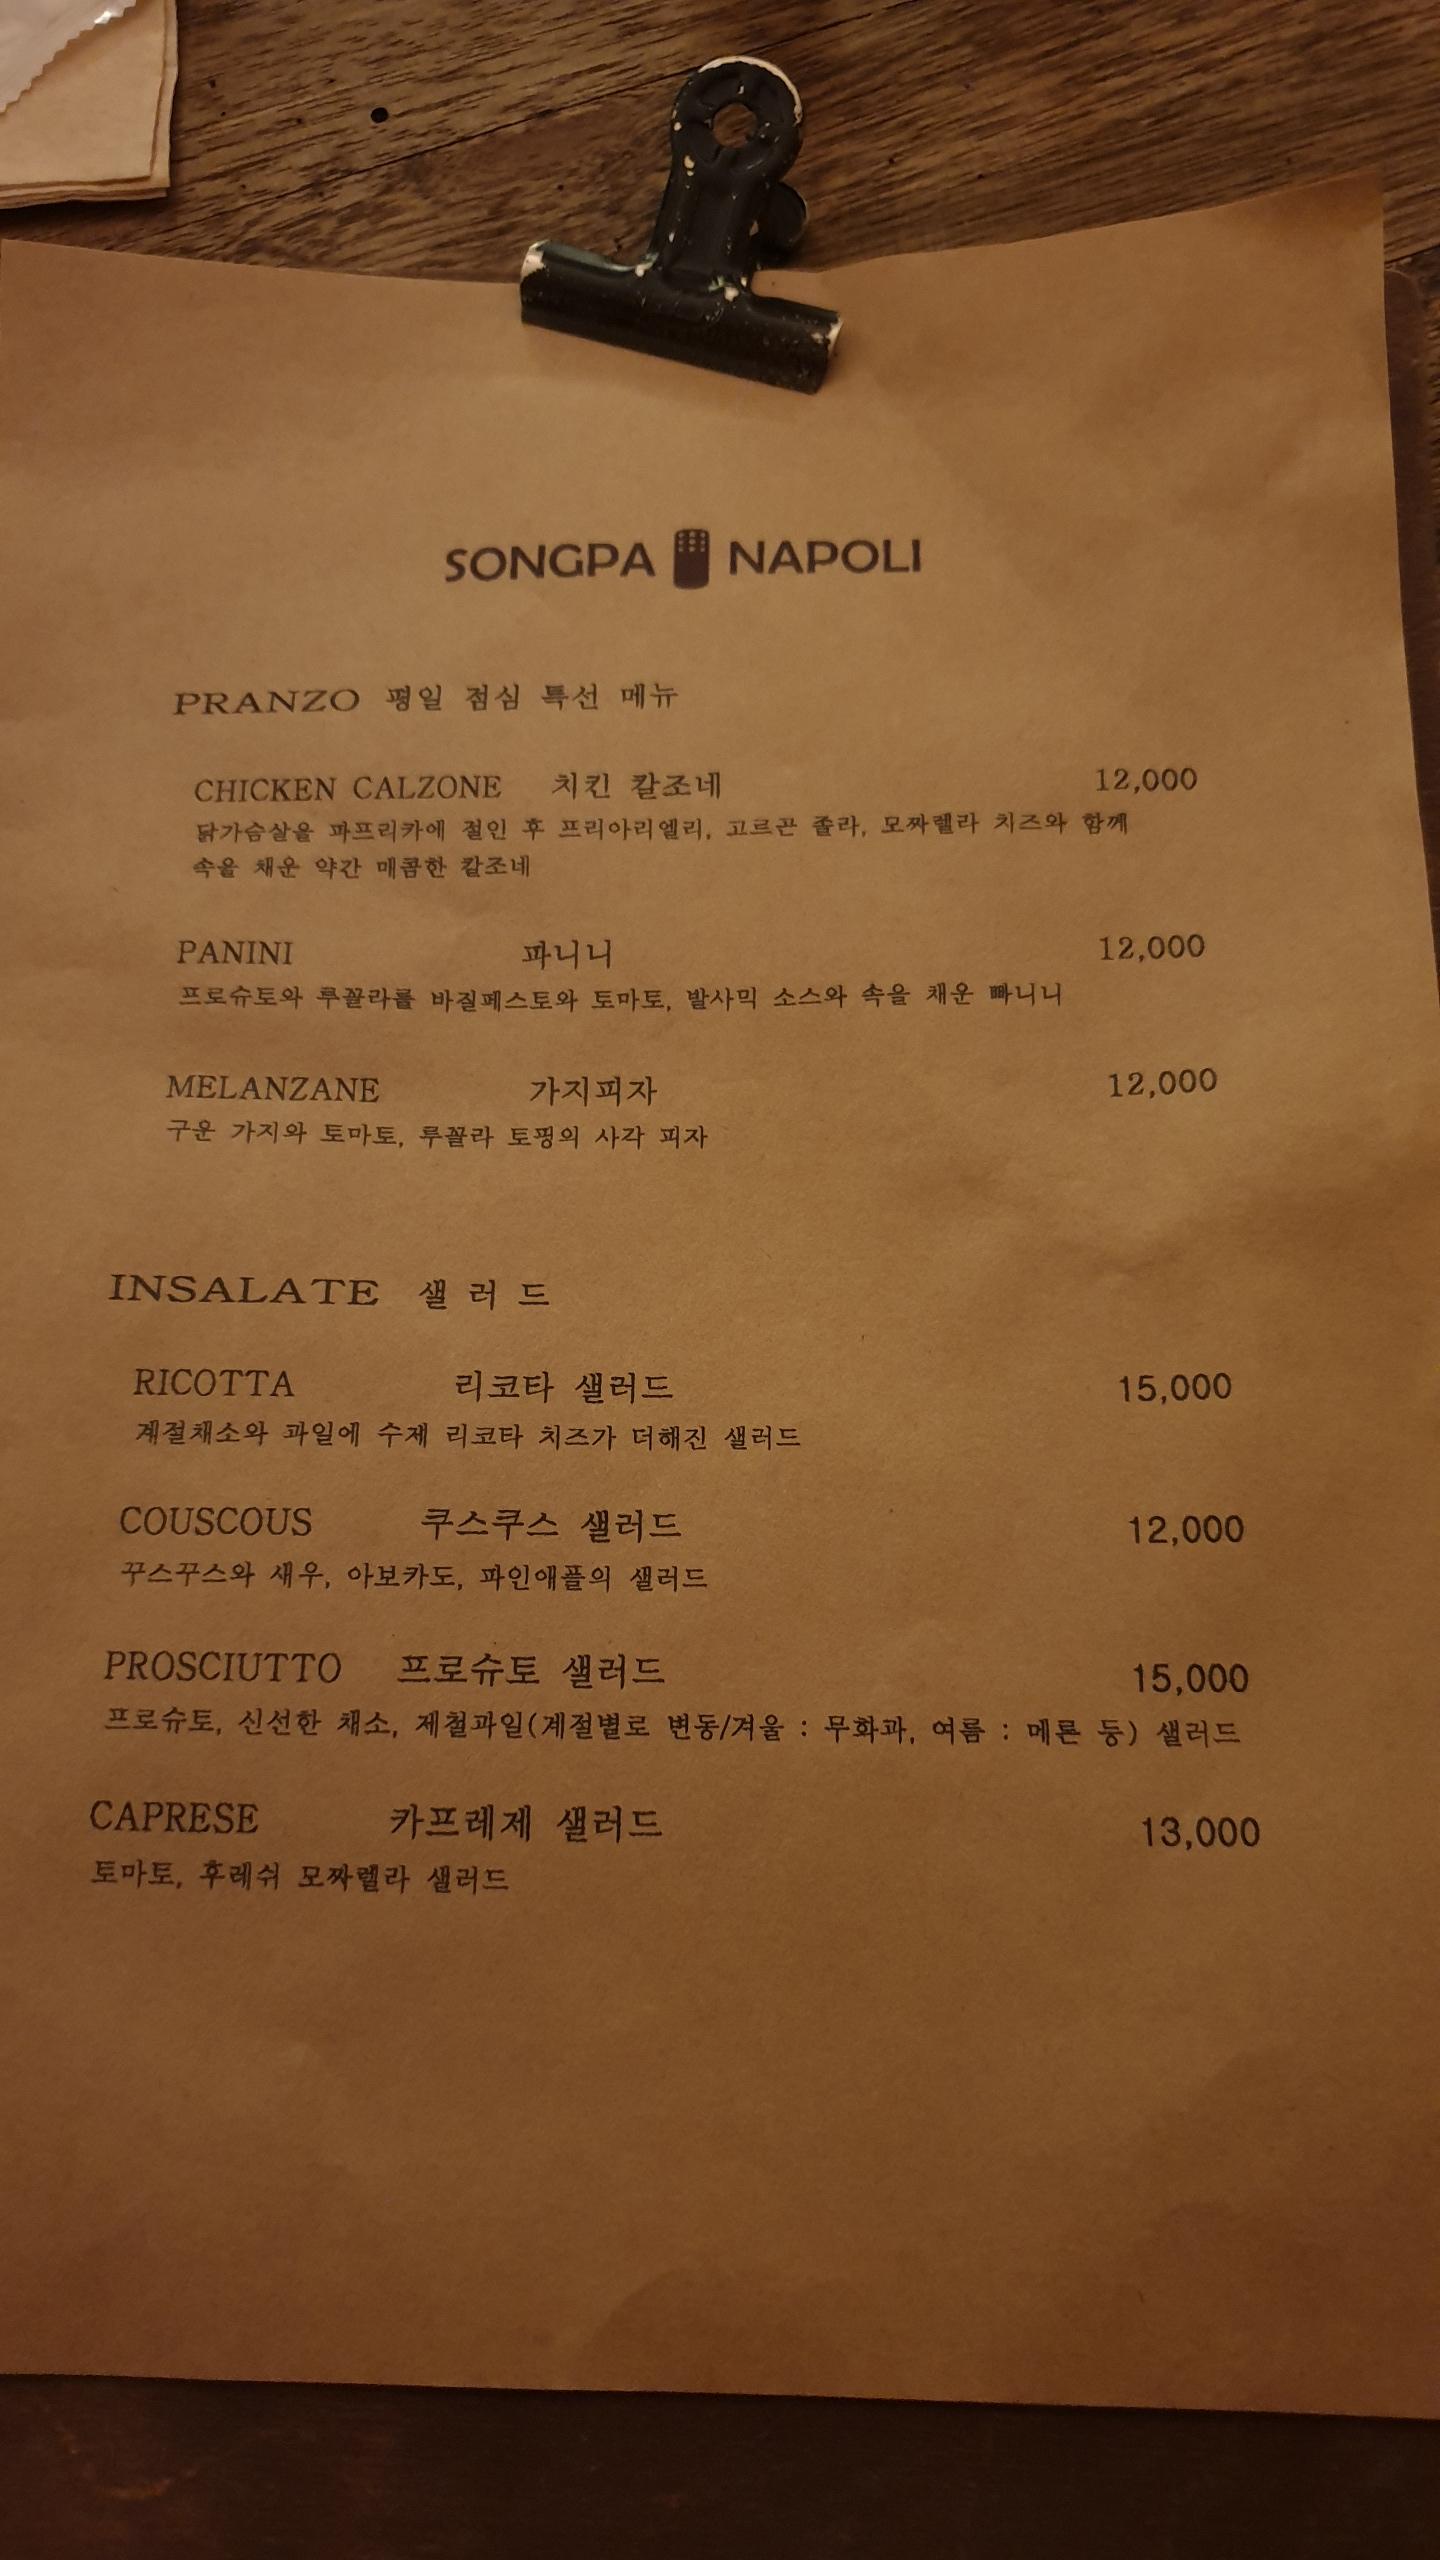 SONGPA NAPOLI
PRANZO 평일 점심 특선 메뉴
CHICKEN CALZONE 치킨 칼조네 12,000
닭가슴살을 파프리카에 절인 후 프리아리엘리, 고르곤 졸라, 모짜렐라 치즈와 함께
속을 채운 약간 매콤한 칼조네
PANINI 파니니 12,000
프로슈토와 루꼴라를 바질페스토와 토마토, 발사믹 소스와 속을 채운 빠니니
MELANZANE 가지피자 12,000
구운 가지와 토마토, 루꼴라 토핑의 사각 피자
INSALATE 샐 러 드
RICOTTA 리코타 샐러드 15,000
계절채소와 과일에 수제 리코타 치즈가 더해진 샐러드
COUSCOUS 쿠스쿠스 샐러드 12,000
꾸스꾸스와 새우, 아보카도, 파인애플의 샐러드
PROSCIUTTO 프로슈토 샐러드 15,000
프로슈토, 신선한 채소, 제철과일(계절별로 변동/겨울 : 무화과, 여름 : 메론 등) 샐러드
CAPRESE 카프레제 샐러드 13,000
토마토, 후레쉬 모짜렐라 샐러드